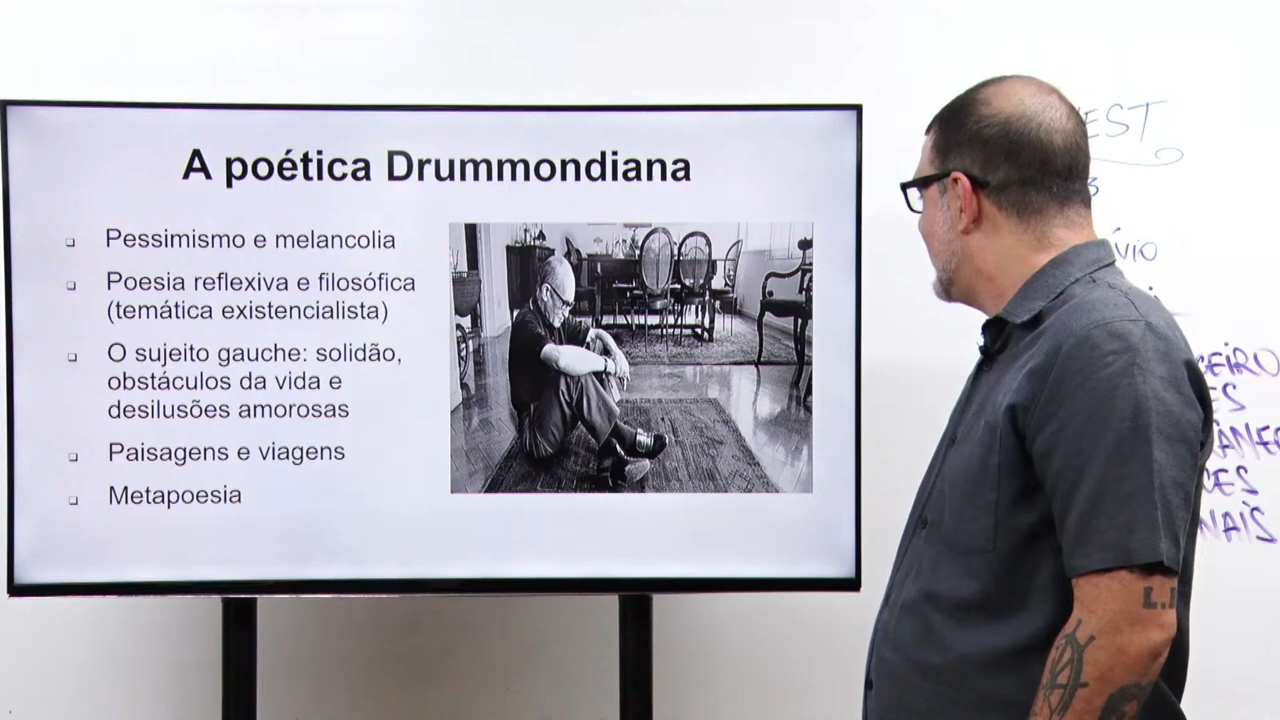 A poética Drummondiana
Pessimismo e melancolia
Poesia reflexiva e filosófica
(temática existencialista)
O sujeito gauche: solidão,
obstáculos da vida e
desilusões amorosas
Paisagens e viagens
Metapoesia